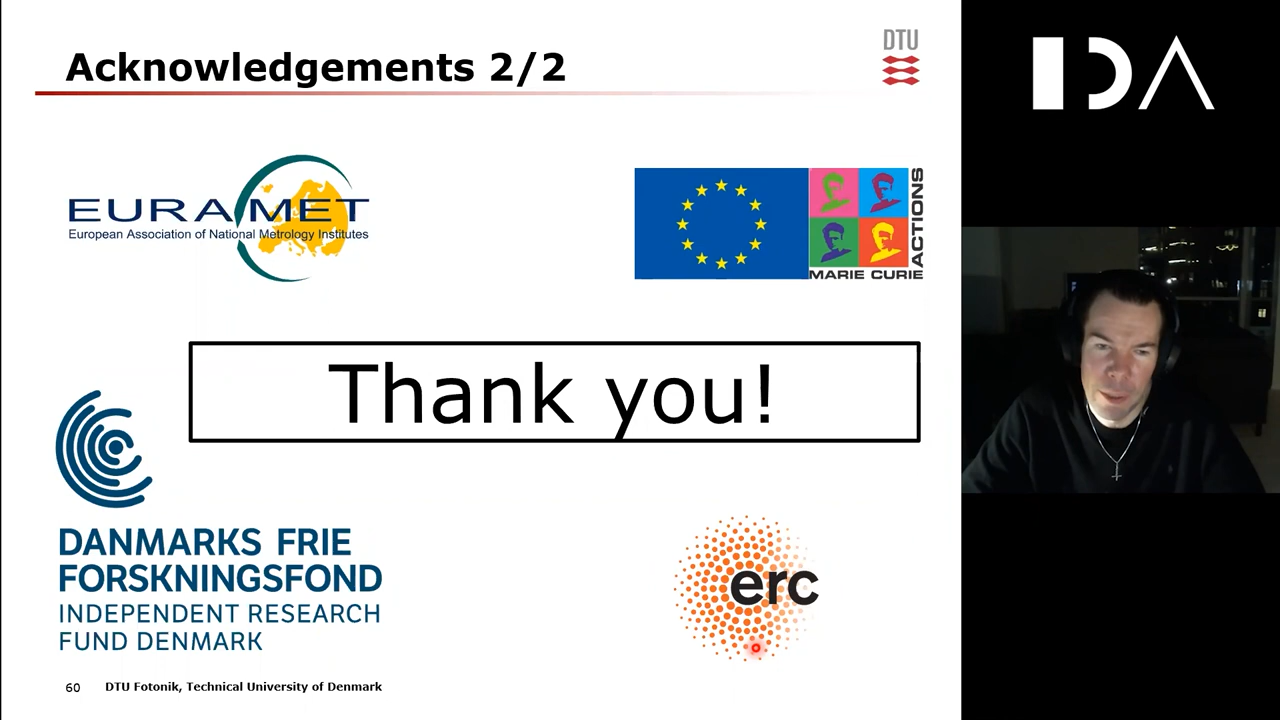 Acknowledgements 2/2
DTU
IDA
EURAMET
European Association of National Metrology Institutes
MARIE CURIE
ACTIONS
Thank you!
DANMARKS FRIE
FORSKNINGSFOND
INDEPENDENT RESEARCH
FUND DENMARK
erc
60
DTU Fotonik, Technical University of Denmark